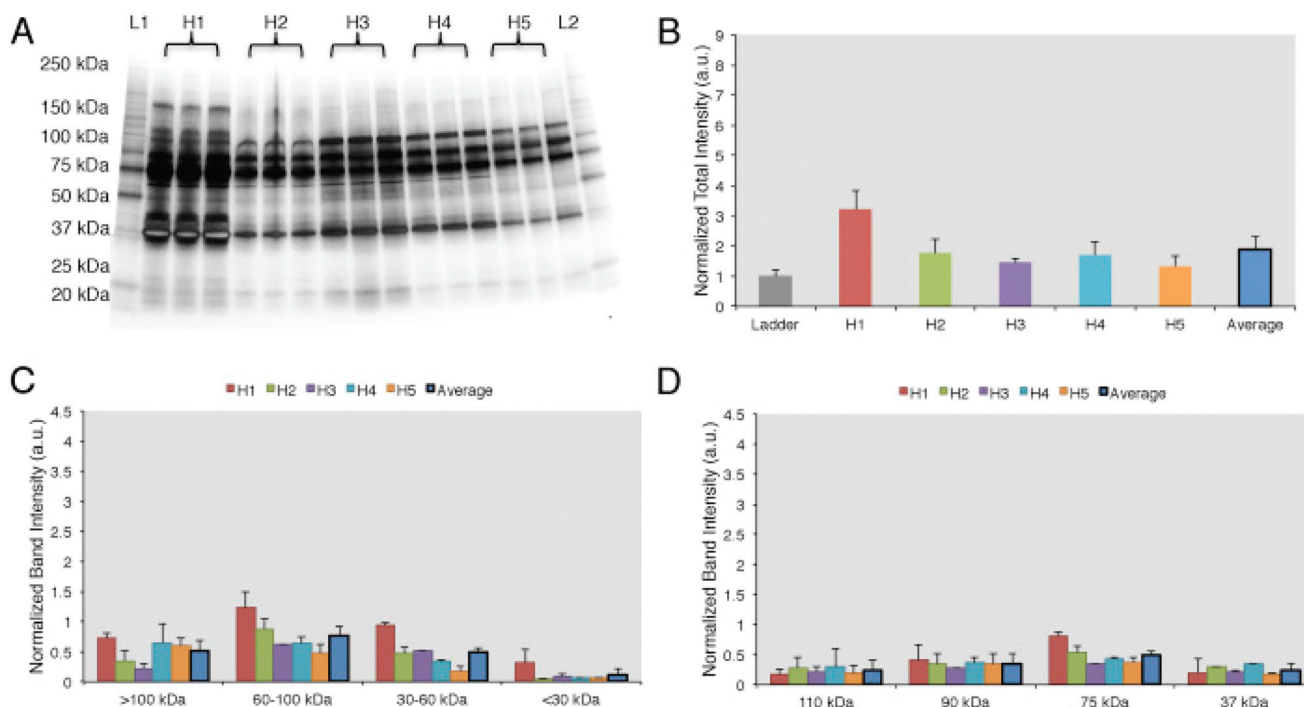 A
L1 H1 H2 H3 H4 H5 L2
250 kDa
150 kDa
100 kDa
75 kDa
50 kDa
37 kDa
25 kDa
20 kDa
B
Normalized Total Intensity (a.u.)
9
8
7
6
5
4
3
2
1
0
Ladder H1 H2 H3 H4 H5 Average
C
H1 H2 H3 H4 H5 Average
Normalized Band Intensity (a.u.)
4.5
4
3.5
3
2.5
2
1.5
1
0.5
0
>100 kDa 60-100 kDa 30-60 kDa <30 kDa
D
H1 H2 H3 H4 H5 Average
Normalized Band Intensity (a.u.)
4.5
4
3.5
3
2.5
2
1.5
1
0.5
0
110 kDa 90 kDa 75 kDa 37 kDa